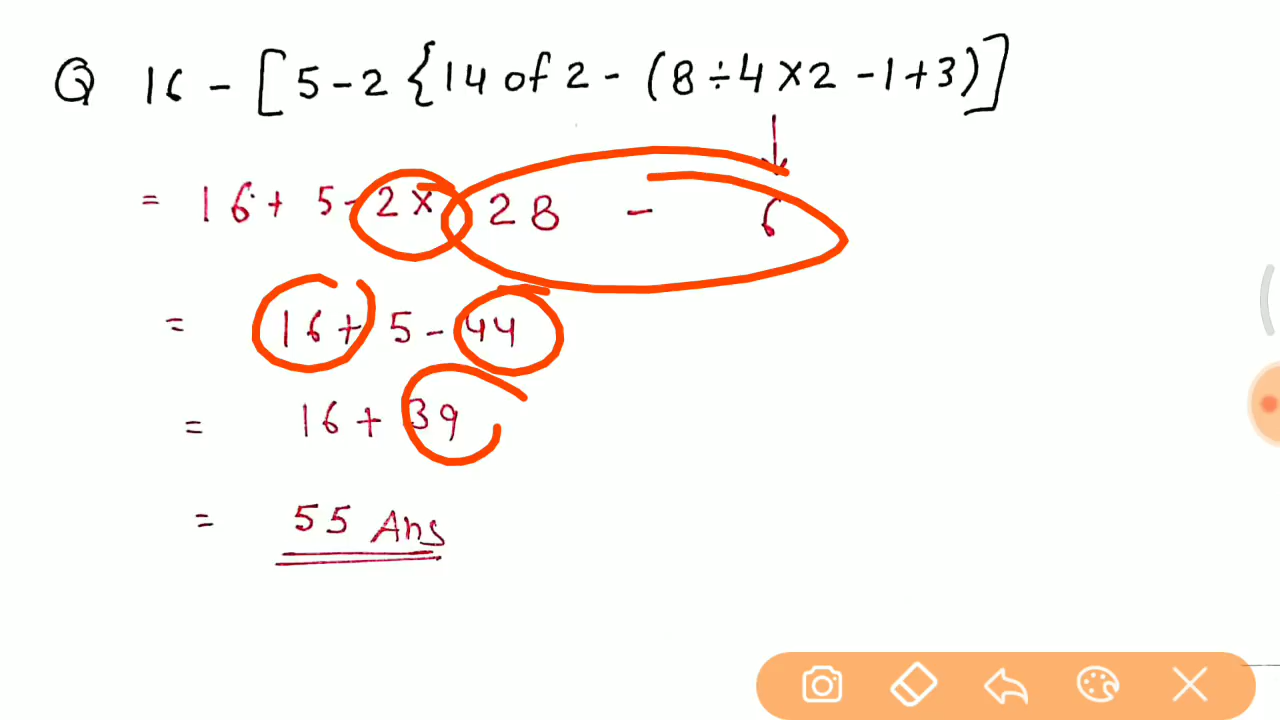 Q 16 - [5-2 {14 of 2 - (8÷4×2 -1+3)]
= 16+ 5-2× 28 - 6
= 16+ 5-44
= 16+ 39
= 55 Ans